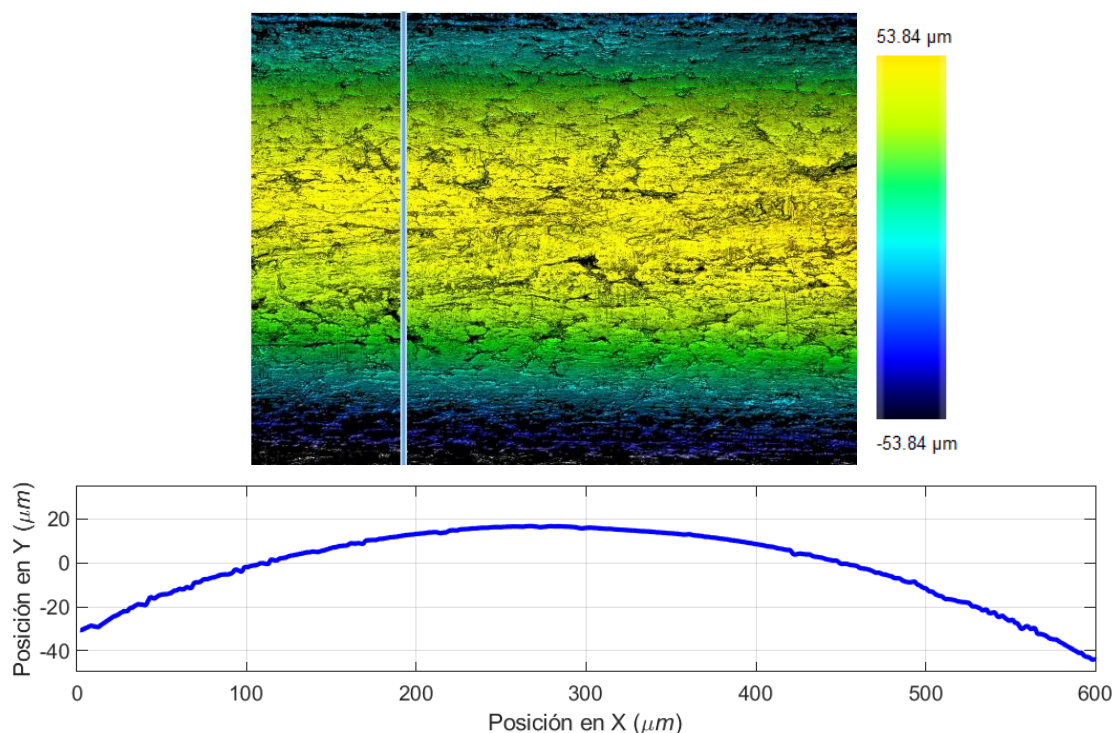 53.84 µm
-53.84 µm
20
0
-20
-40
Posición en Y (μm)
0 100 200 300 400 500 600
Posición en X (μm)